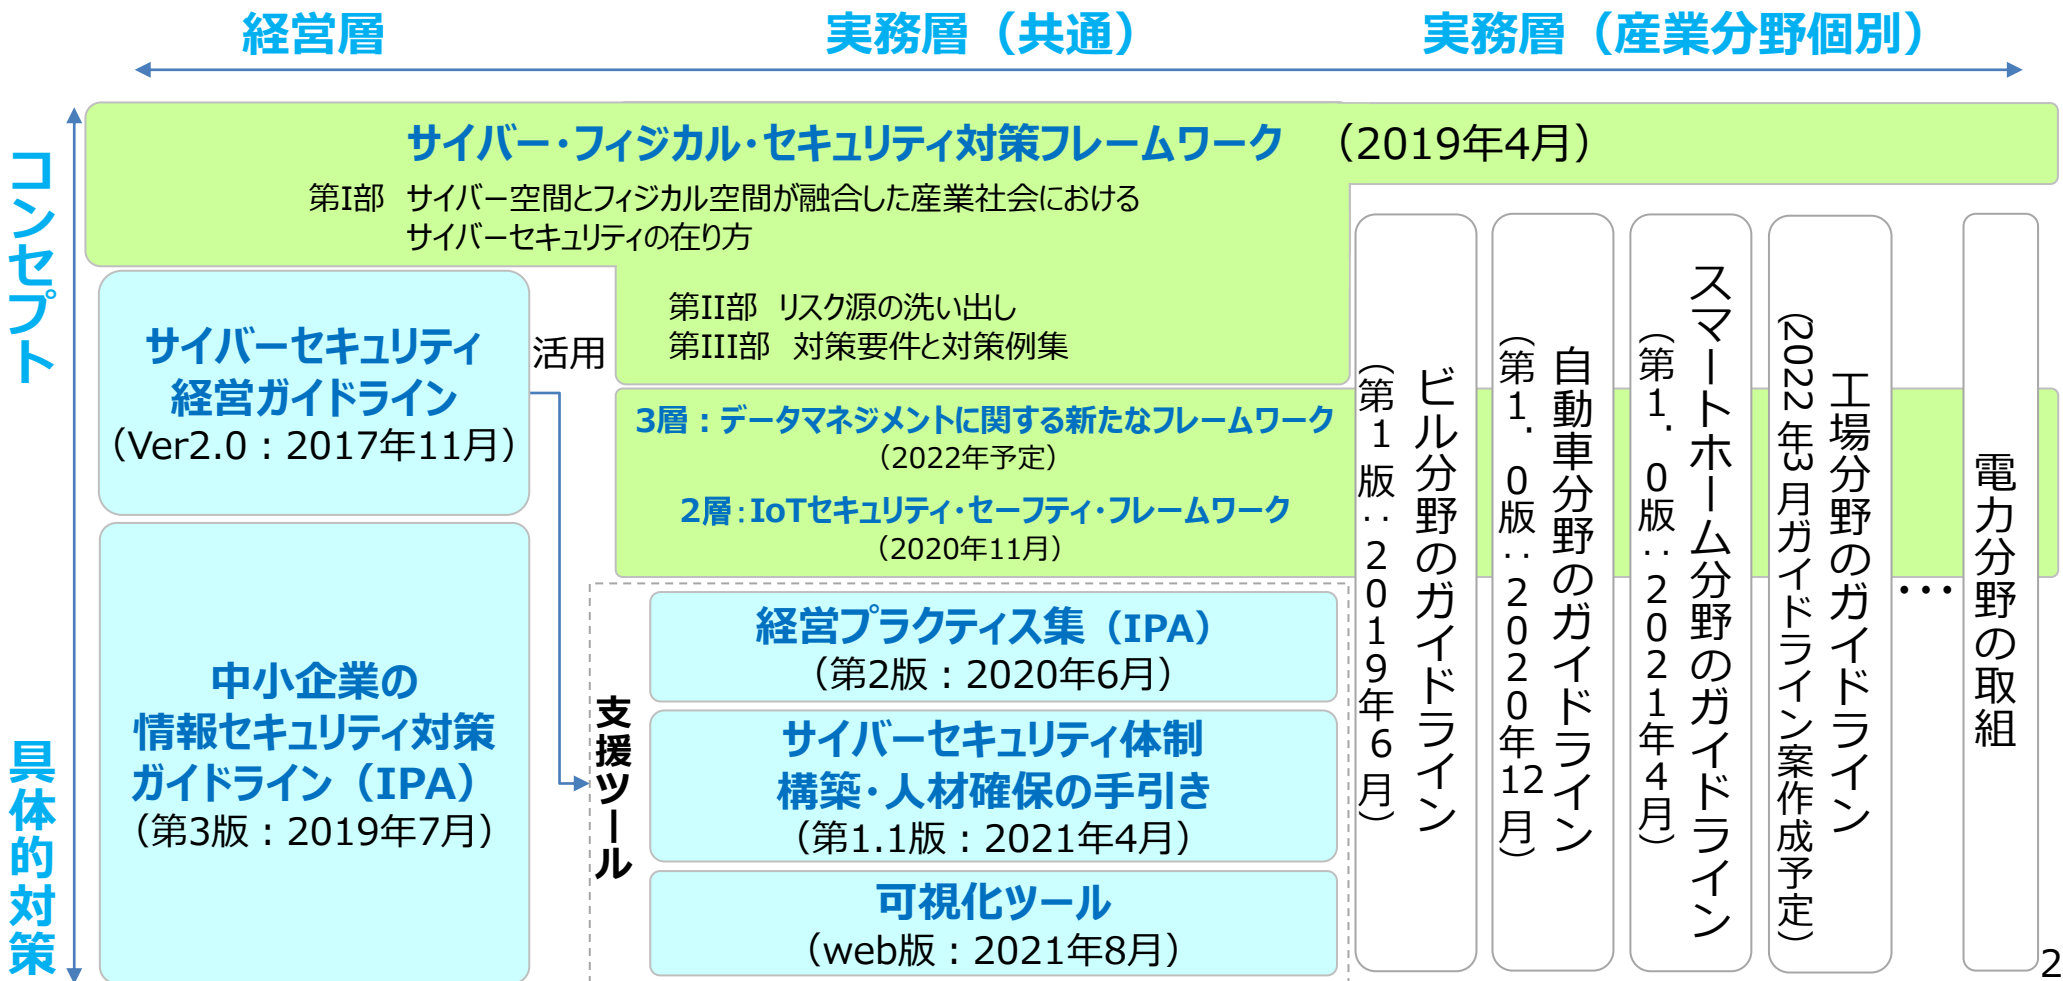 経営層
実務層（共通）
実務層（産業分野個別）
コンセプト
具体的対策
サイバー・フィジカル・セキュリティ対策フレームワーク （2019年4月）
第I部 サイバー空間とフィジカル空間が融合した産業社会における
サイバーセキュリティの在り方
第II部 リスク源の洗い出し
第III部 対策要件と対策例集
サイバーセキュリティ
経営ガイドライン
（Ver2.0：2017年11月）
活用
3層：データマネジメントに関する新たなフレームワーク
（2022年予定）
2層：IoTセキュリティ・セーフティ・フレームワーク
（2020年11月）
中小企業の
情報セキュリティ対策
ガイドライン（IPA）
（第3版：2019年7月）
支援ツール
経営プラクティス集（IPA）
（第2版：2020年6月）
サイバーセキュリティ体制
構築・人材確保の手引き
（第1.1版：2021年4月）
可視化ツール
（web版：2021年8月）
ビル分野のガイドライン
（第1版：2019年6月）
自動車分野のガイドライン
（第1．0版：2020年12月）
スマートホーム分野のガイドライン
（第1．0版：2021年4月）
工場分野のガイドライン
（2022年3月ガイドライン案作成予定）
・・・
電力分野の取組
2